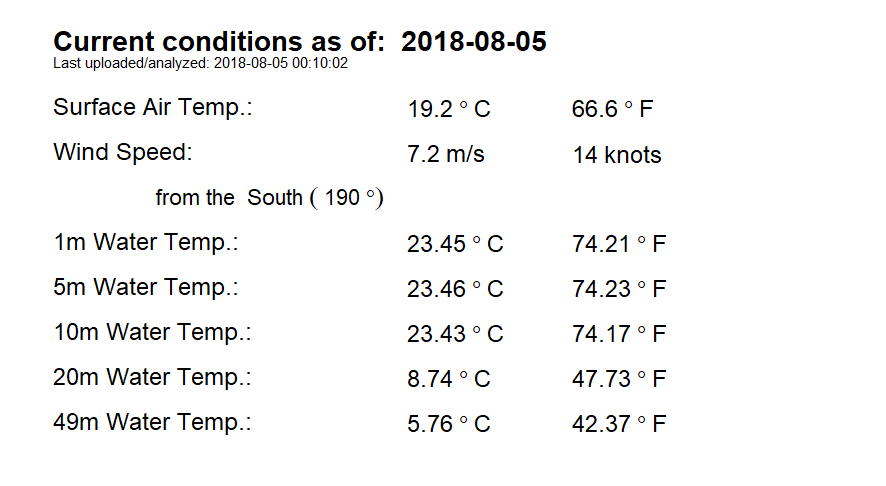 Current conditions as of: 2018-08-05
Last uploaded/analyzed: 2018-08-05 00:10:02
Surface Air Temp.: 19.2 ° C 66.6 ° F
Wind Speed: 7.2 m/s 14 knots
from the South ( 190 °)
1m Water Temp.: 23.45 ° C 74.21 ° F
5m Water Temp.: 23.46 ° C 74.23 ° F
10m Water Temp.: 23.43 ° C 74.17 ° F
20m Water Temp.: 8.74 ° C 47.73 ° F
49m Water Temp.: 5.76 ° C 42.37 ° F